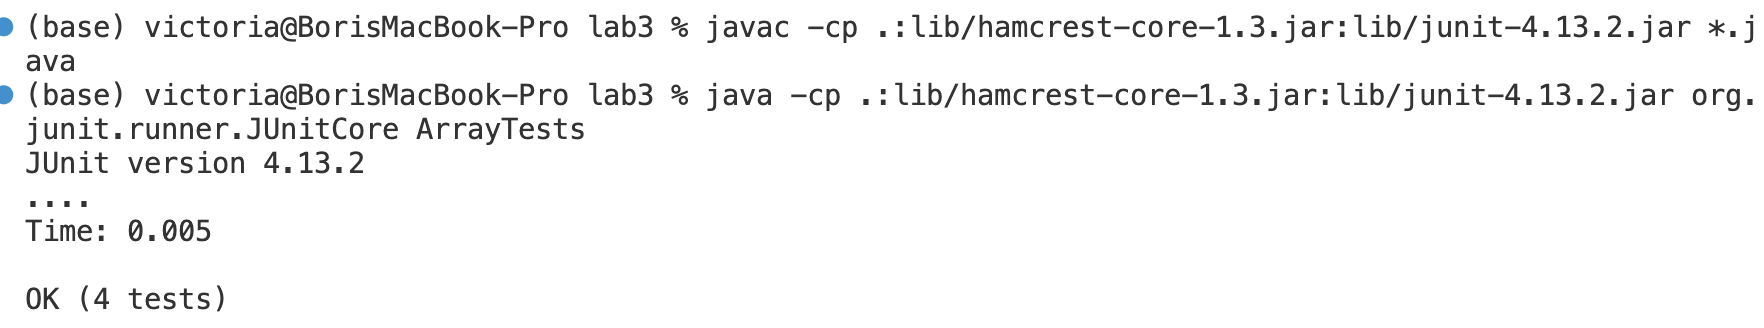 (base) victoria@BorisMacBook-Pro lab3 % javac -cp .:lib/hamcrest-core-1.3.jar:lib/junit-4.13.2.jar *.j
ava
(base) victoria@BorisMacBook-Pro lab3 % java -cp .:lib/hamcrest-core-1.3.jar:lib/junit-4.13.2.jar org.
junit.runner.JUnitCore ArrayTests
JUnit version 4.13.2
....
Time: 0.005
OK (4 tests)